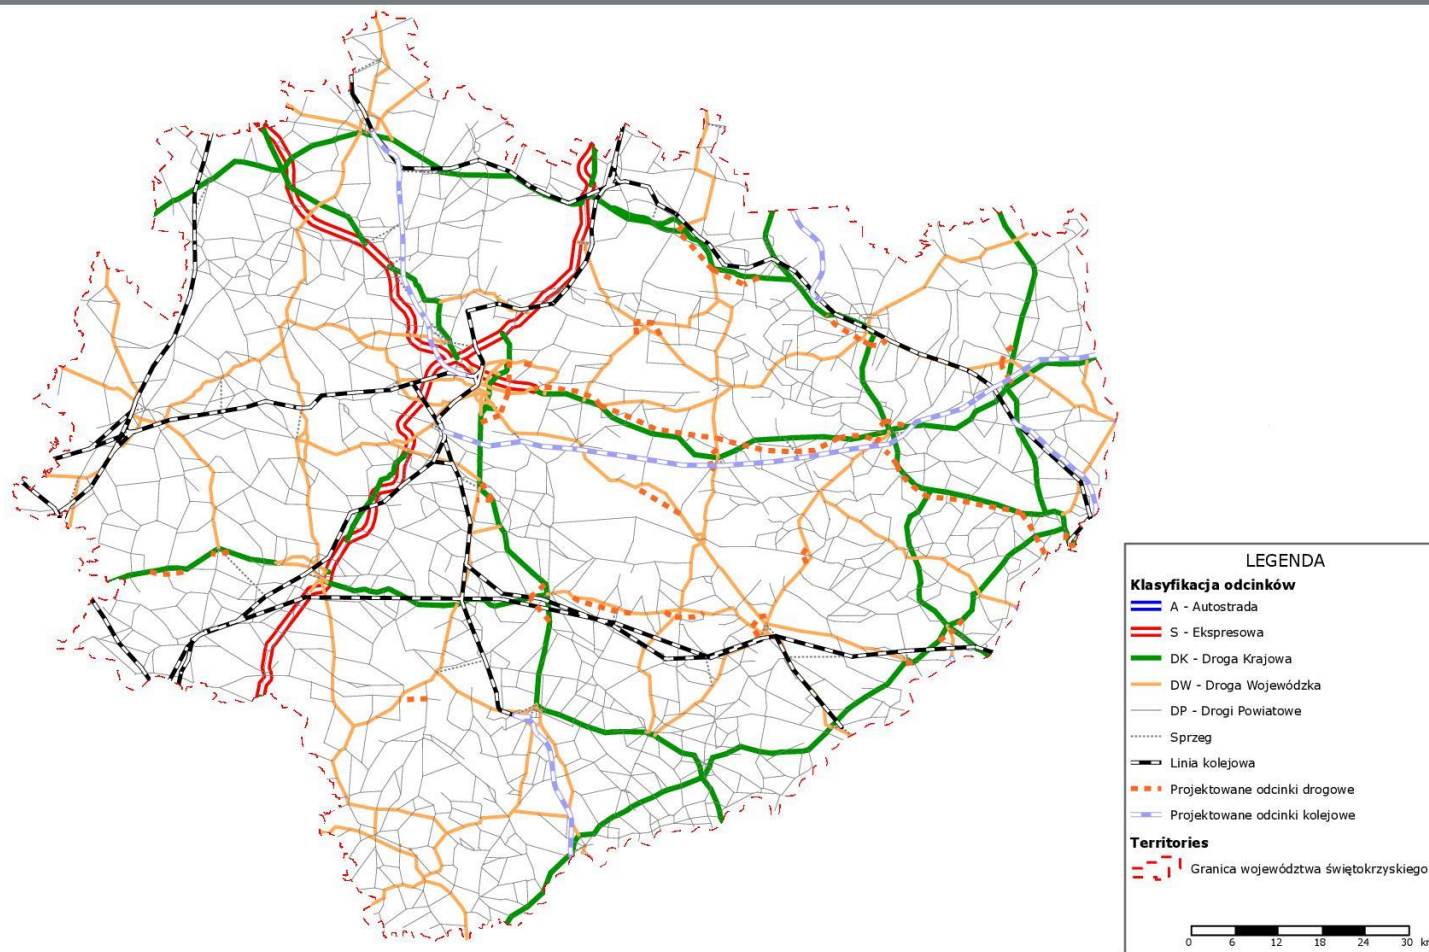 LEGENDA
Klasyfikacja odcinków
A - Autostrada
S - Ekspresowa
DK - Droga Krajowa
DW - Droga Wojewódzka
DP - Drogi Powiatowe
Sprzeg
Linia kolejowa
Projektowane odcinki drogowe
Projektowane odcinki kolejowe
Territories
Granica województwa świętokrzyskiego
0 6 12 18 24 30 km